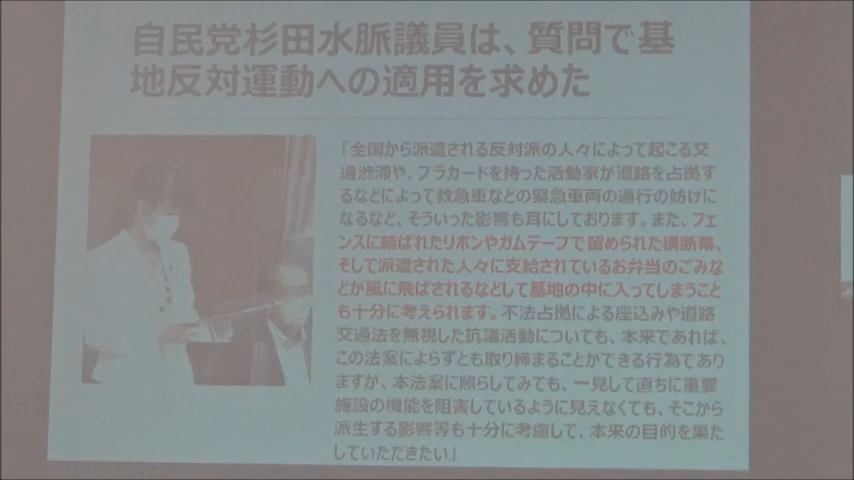 自民党杉田水脈議員は、質問で基
地反対運動への適用を求めた
「全国から派遣される反対派の人々によって起こる交
通渋滞や、プラカードを持った活動家が道路を占拠す
るなどによって救急車などの緊急車両の通行の妨げに
なるなど、そういった影響も耳にしております。また、フェ
ンスに結ばれたリボンやガムテープで留められた横断幕、
そして派遣された人々に支給されているお弁当のごみな
どが風に飛ばされるなどして基地の中に入ってしまうこと
も十分に考えられます。不法占拠による座込みや道路
交通法を無視した抗議活動についても、本来であれば、
この法案によらずとも取り締まることができる行為であり
ますが、本法案に照らしてみても、一見して直ちに重要
施設の機能を阻害しているように見えなくても、そこから
派生する影響等も十分に考慮して、本来の目的を果た
していただきたい」